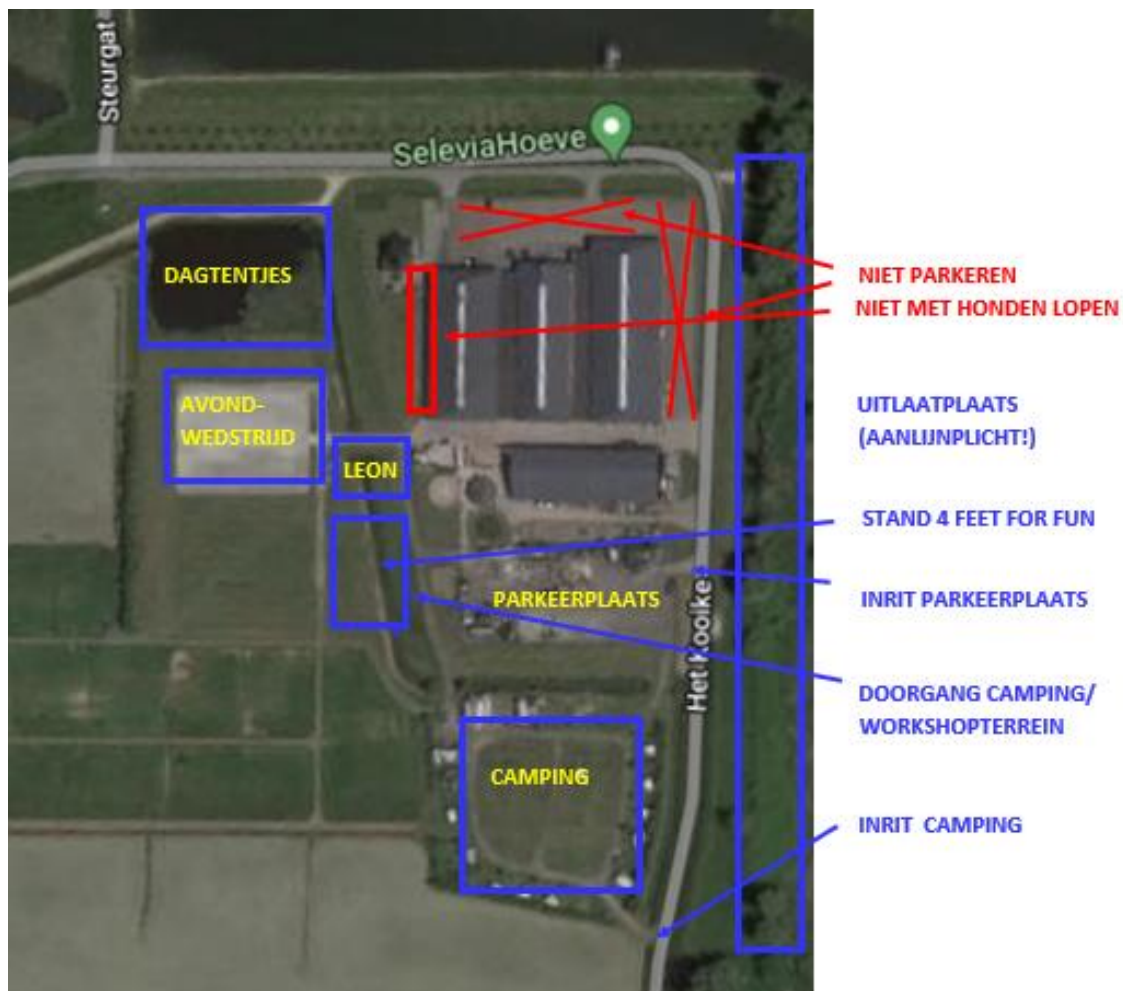 Steurgat
SeleviaHoeve
DAGTENTJES
NIET PARKEREN
NIET MET HONDEN LOPEN
AVOND-
WEDSTRIJD
UITLAATPLAATS
(AANLIJNPLICHT!)
LEON
STAND 4 FEET FOR FUN
PARKEERPLAATS
INRIT PARKEERPLAATS
Het Kooike
DOORGANG CAMPING/
WORKSHOPTERREIN
CAMPING
INRIT CAMPING